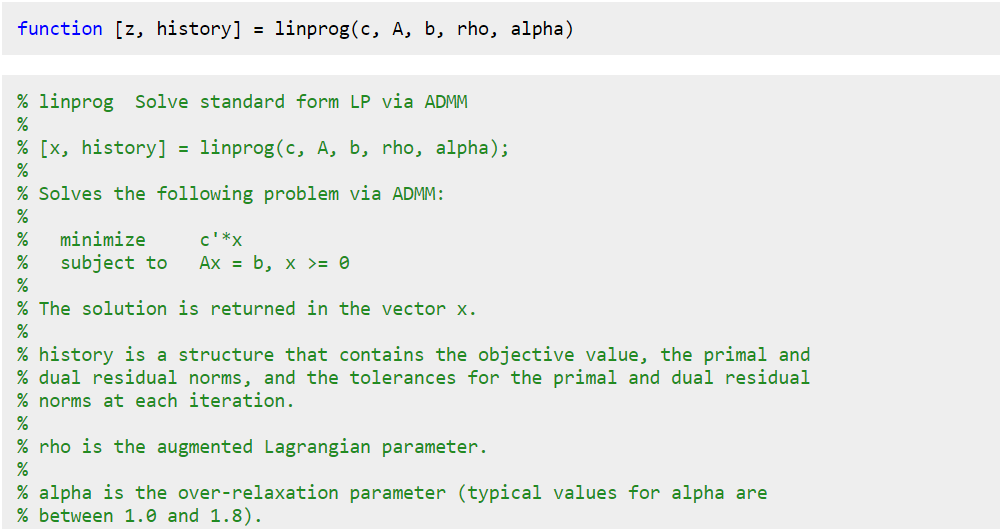 function [z, history] = linprog(c, A, b, rho, alpha)
% linprog  Solve standard form LP via ADMM
%
% [x, history] = linprog(c, A, b, rho, alpha);
%
% Solves the following problem via ADMM:
%
%   minimize     c'*x
%   subject to   Ax = b, x >= 0
%
% The solution is returned in the vector x.
%
% history is a structure that contains the objective value, the primal and
% dual residual norms, and the tolerances for the primal and dual residual
% norms at each iteration.
%
% rho is the augmented Lagrangian parameter.
%
% alpha is the over-relaxation parameter (typical values for alpha are
% between 1.0 and 1.8).